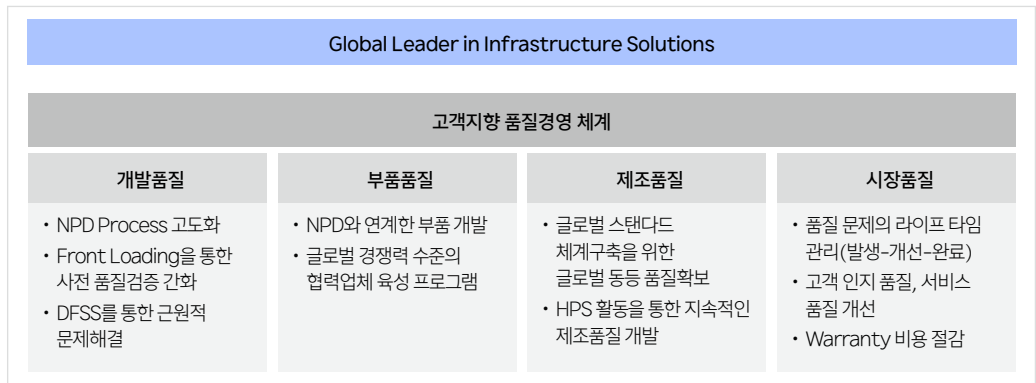 Global Leader in Infrastructure Solutions
고객지향 품질경영 체계
개발품질
• NPD Process 고도화
• Front Loading을 통한
사전 품질검증 간화
• DFSS를 통한 근원적
문제해결
부품품질
• NPD와 연계한 부품 개발
• 글로벌 경쟁력 수준의
협력업체 육성 프로그램
제조품질
• 글로벌 스탠다드
체계구축을 위한
글로벌 동등 품질확보
• HPS 활동을 통한 지속적인
제조품질 개발
시장품질
• 품질 문제의 라이프 타임
관리(발생-개선-완료)
• 고객 인지 품질, 서비스
품질 개선
• Warranty 비용 절감